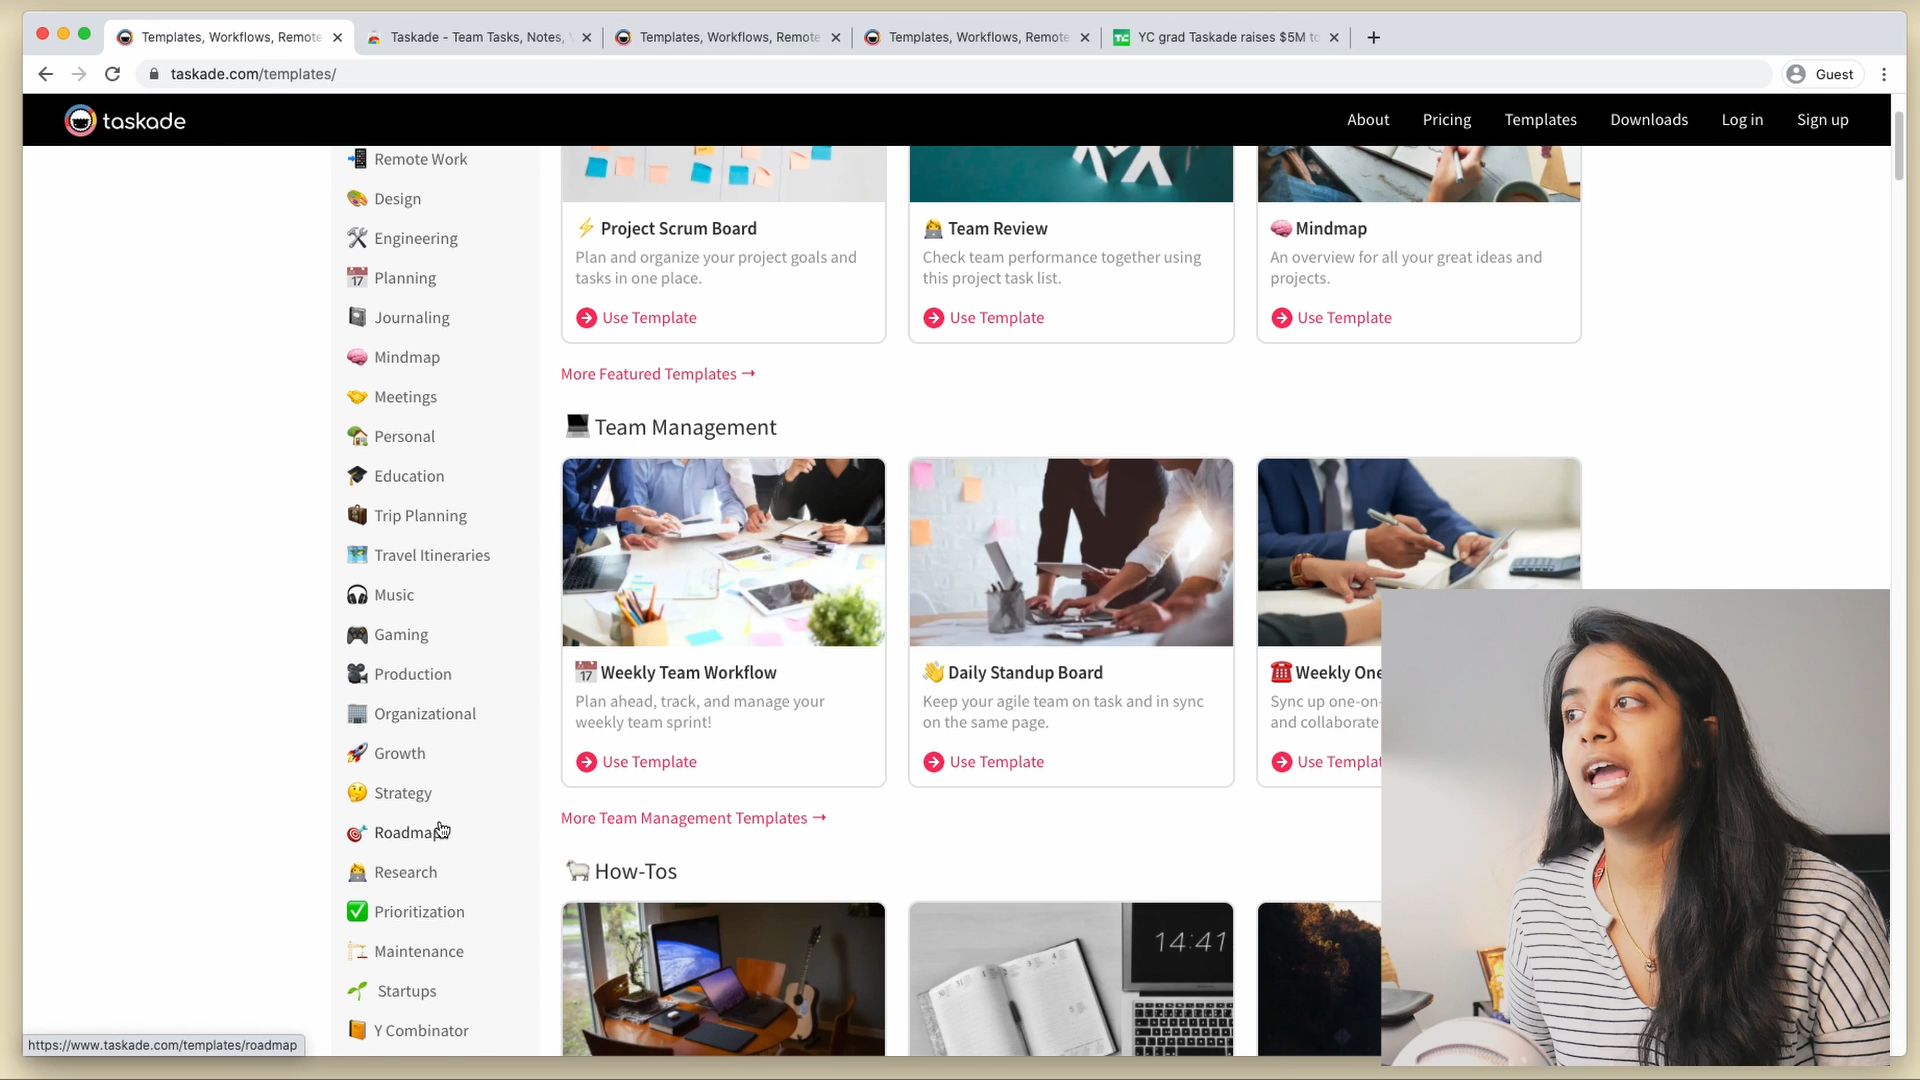 Templates, Workflows, Remote
Taskade - Team Tasks, Notes,
Templates, Workflows, Remote
Templates, Workflows, Remote
YC grad Taskade raises $5M to
taskade.com/templates/
Guest
taskade
About
Pricing
Templates
Downloads
Log in
Sign up
Remote Work
Design
Engineering
Planning
Journaling
Mindmap
Meetings
Personal
Education
Trip Planning
Travel Itineraries
Music
Gaming
Production
Organizational
Growth
Strategy
Roadmap
Research
Prioritization
Maintenance
Startups
Y Combinator
Project Scrum Board
Plan and organize your project goals and
tasks in one place.
Use Template
Team Review
Check team performance together using
this project task list.
Use Template
Mindmap
An overview for all your great ideas and
projects.
Use Template
More Featured Templates →
Team Management
Weekly Team Workflow
Plan ahead, track, and manage your
weekly team sprint!
Use Template
Daily Standup Board
Keep your agile team on task and in sync
on the same page.
Use Template
Weekly One
Sync up one-on-
and collaborate
Use Templat
More Team Management Templates →
How-Tos
14:41
https://www.taskade.com/templates/roadmap